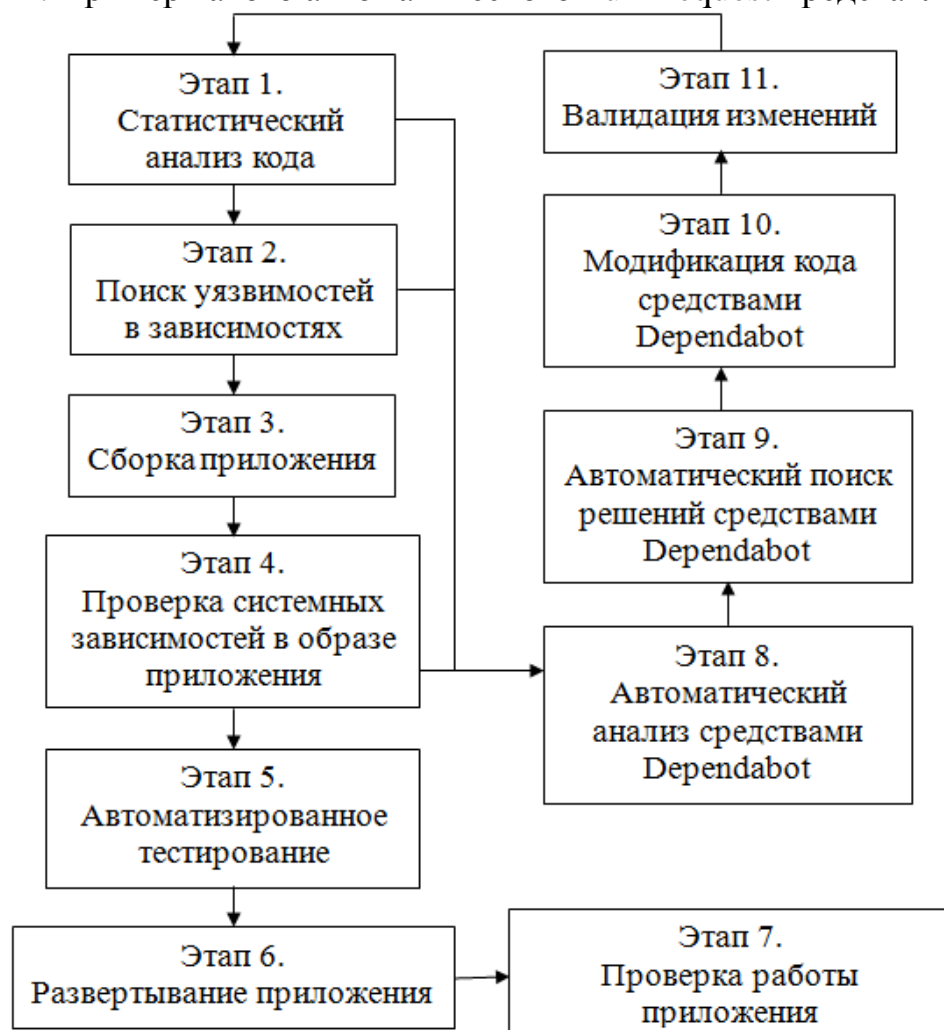 Этап 1.
Статистический
анализ кода
Этап 2.
Поиск уязвимостей
в зависимостях
Этап 3.
Сборка приложения
Этап 4.
Проверка системных
зависимостей в образе
приложения
Этап 5.
Автоматизированное
тестирование
Этап 6.
Развертывание приложения
Этап 7.
Проверка работы
приложения
Этап 8.
Автоматический
анализ средствами
Dependabot
Этап 9.
Автоматический поиск
решений средствами
Dependabot
Этап 10.
Модификация кода
средствами
Dependabot
Этап 11.
Валидация изменений